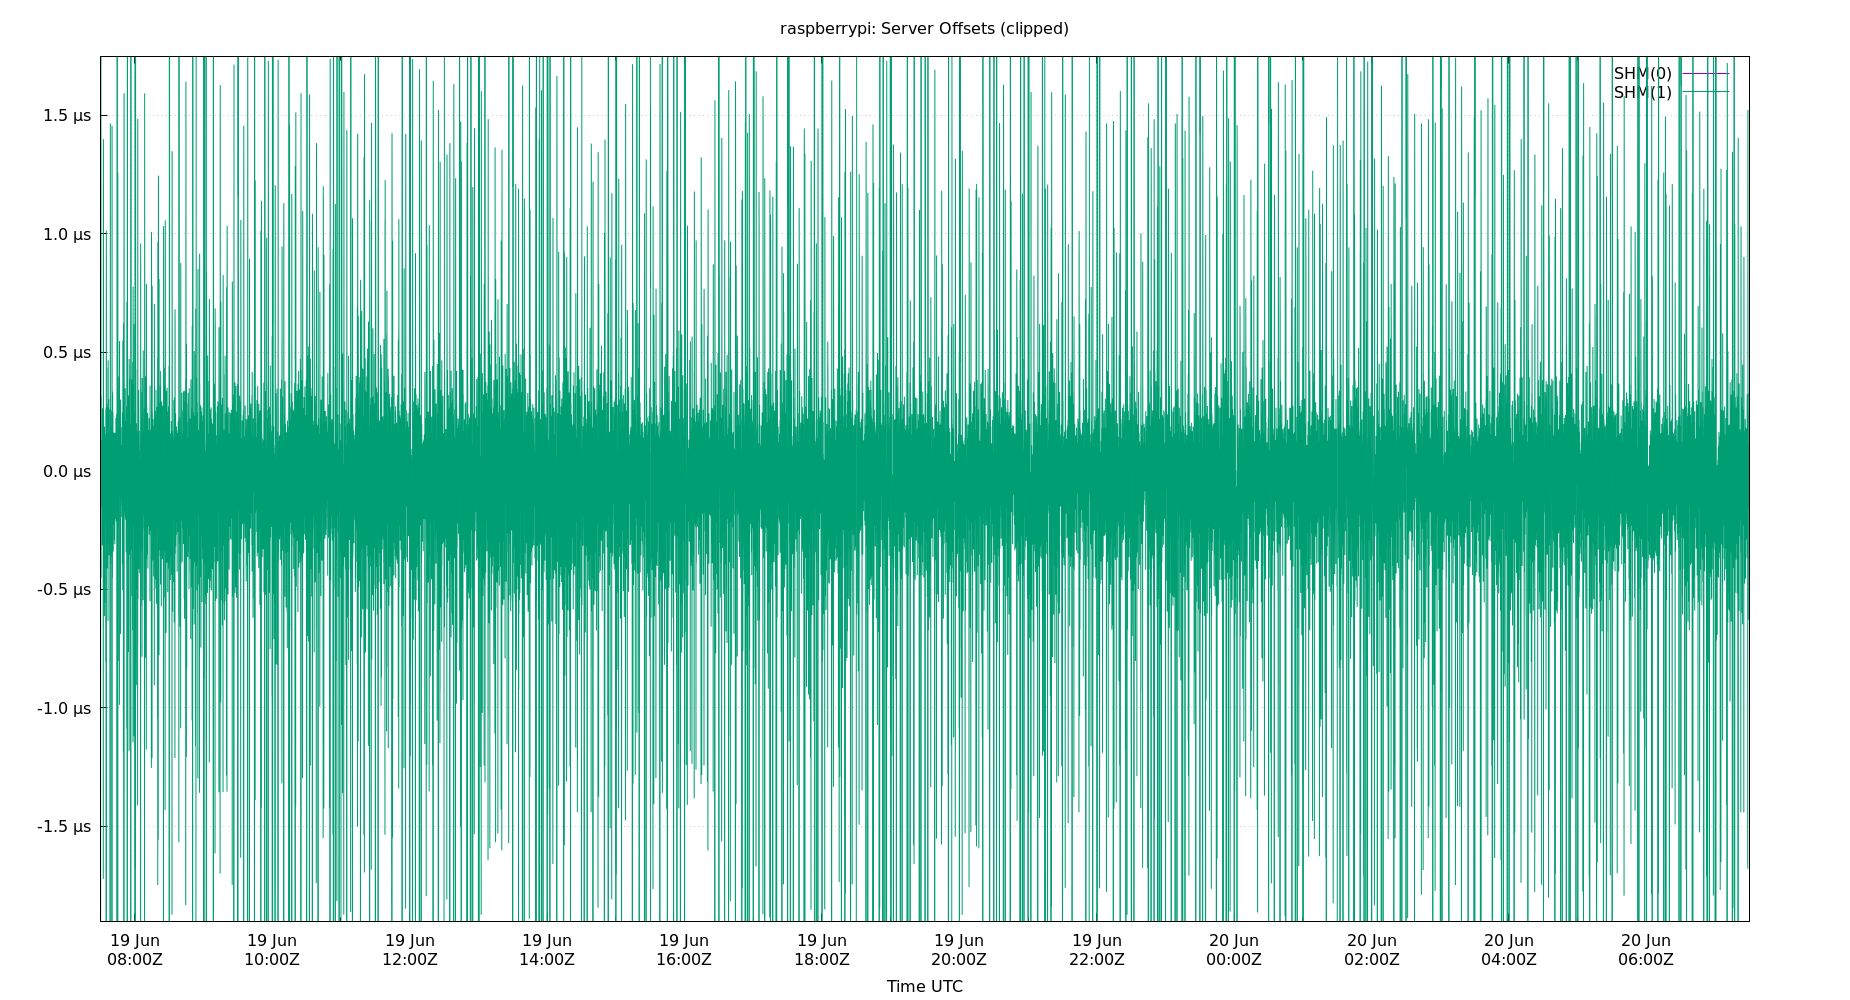 raspberrypi: Server Offsets (clipped)
SHM(0)
SHM(1)
1.5 µs
1.0 µs
0.5 µs
0.0 µs
-0.5 µs
-1.0 µs
-1.5 µs
19 Jun 19 Jun 19 Jun 19 Jun 19 Jun 19 Jun 19 Jun 19 Jun 20 Jun 20 Jun 20 Jun 20 Jun
08:00Z 10:00Z 12:00Z 14:00Z 16:00Z 18:00Z 20:00Z 22:00Z 00:00Z 02:00Z 04:00Z 06:00Z
Time UTC